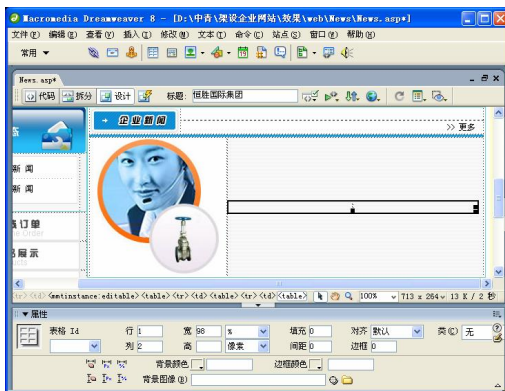 Macromedia Dreamweaver 8 - [D:\中青\架设企业网站\效果\web\News\News.asp*]
文件(F) 编辑(E) 查看(V) 插入(I) 修改(M) 文本(T) 命令(C) 站点(S) 窗口(W) 帮助(H)
常用
News.asp*
代码 拆分 设计 标题: 恒胜国际集团
企业新闻
>> 更多
态
新 闻
新 闻
订单
展示
<tr> <td> <mmtinstance:editable> <table> <tr> <td> <table> <tr> <td> <table> 100% 713 x 264 13 K / 2 秒
属性
表格 Id 行 1 宽 98 % 填充 0 对齐 默认 类(C) 无
列 2 高 像素 间距 0 边框 0
背景颜色 边框颜色
背景图像(B)